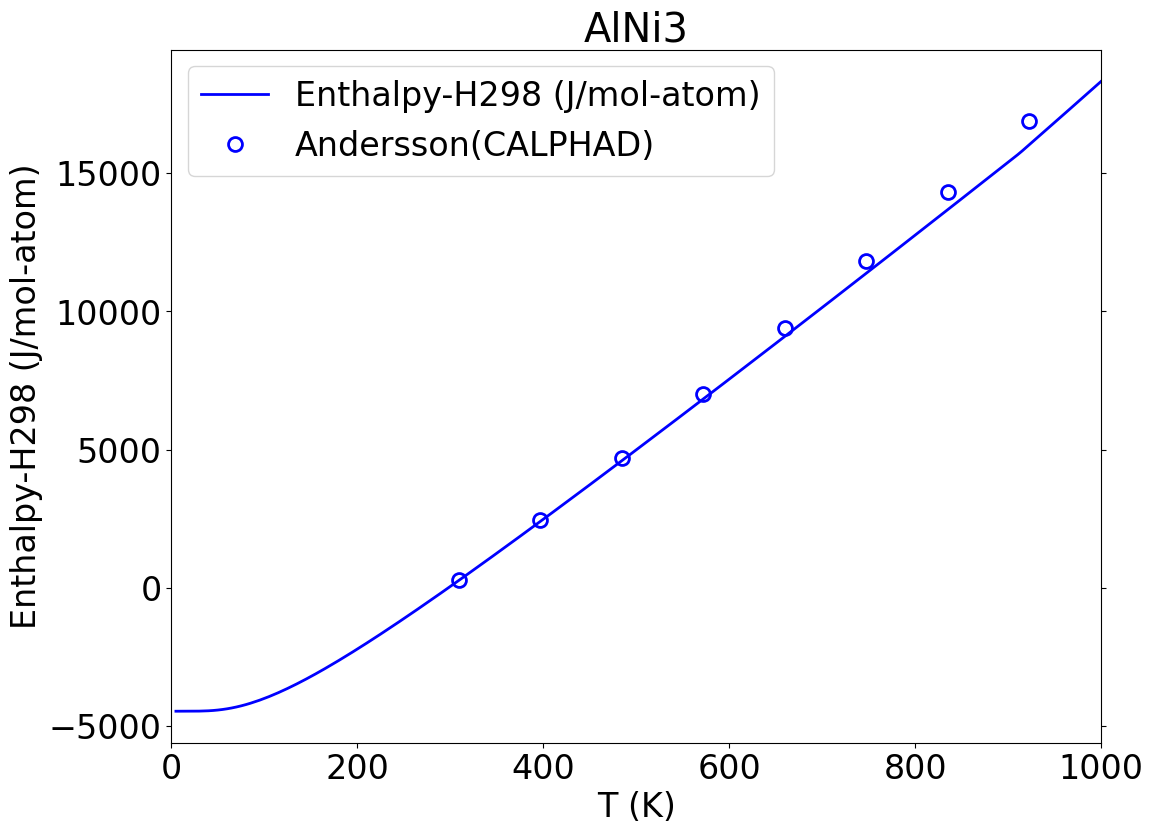 AlNi3
Enthalpy-H298 (J/mol-atom)
Andersson(CALPHAD)
Enthalpy-H298 (J/mol-atom)
15000
10000
5000
0
−5000
0 200 400 600 800 1000
T (K)